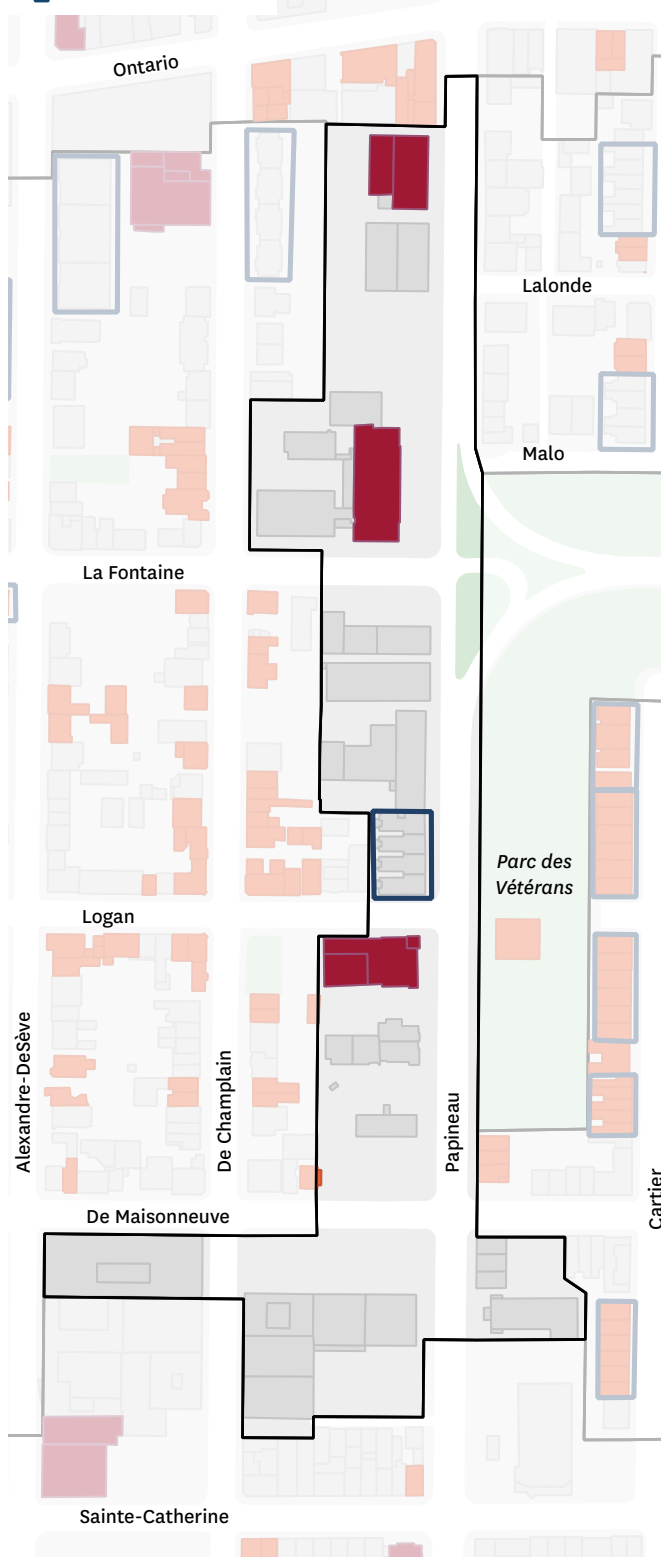 Ontario
Lalonde
Malo
La Fontaine
Parc des
Vétérans
Logan
Alexandre-DeSève
De Champlain
Papineau
Cartier
De Maisonneuve
Sainte-Catherine